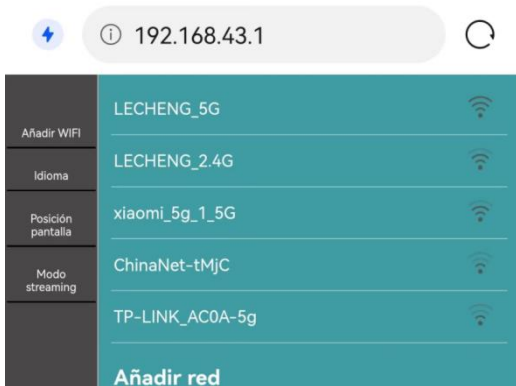 192.168.43.1
Añadir WIFI
Idioma
Posición
pantalla
Modo
streaming
LECHENG_5G
LECHENG_2.4G
xiaomi_5g_1_5G
ChinaNet-tMjC
TP-LINK_AC0A-5g
Añadir red